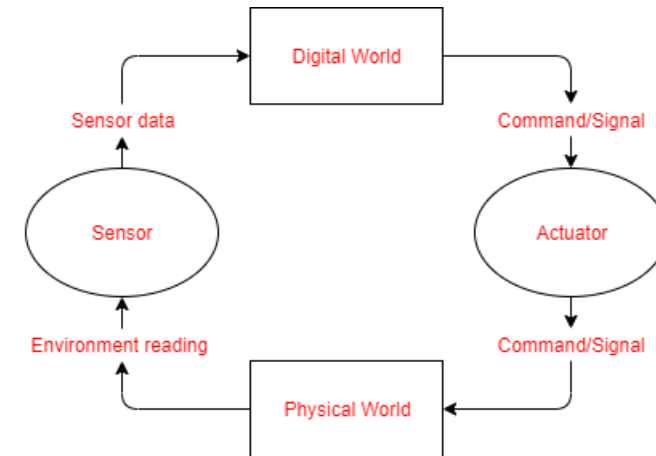 Digital World
Sensor data
Command/Signal
Sensor
Actuator
Environment reading
Command/Signal
Physical World